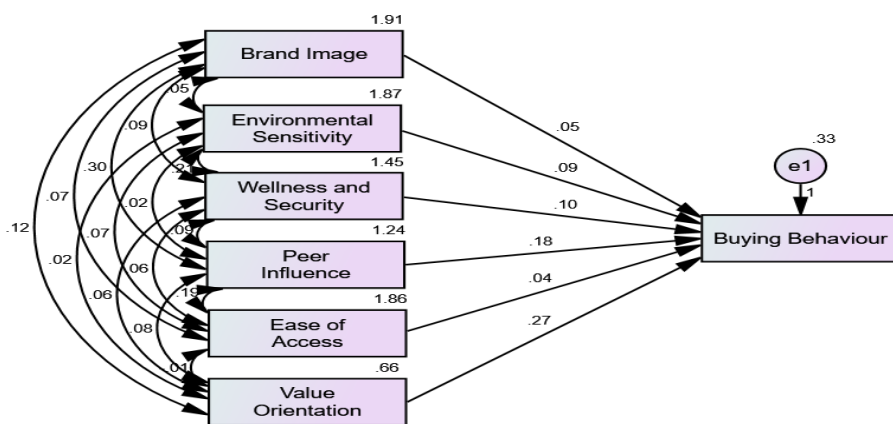 1.91
Brand Image
.05
1.87
Environmental
Sensitivity
.09
.05
.33
e1
1
.30
.21
1.45
.09
Wellness and
Security
.07
.02
.10
.12
.07
.09
1.24
.18
Buying Behaviour
Peer
Influence
.02
.06
.04
.06
.19
1.86
.08
Ease of
Access
.27
.01
.66
Value
Orientation